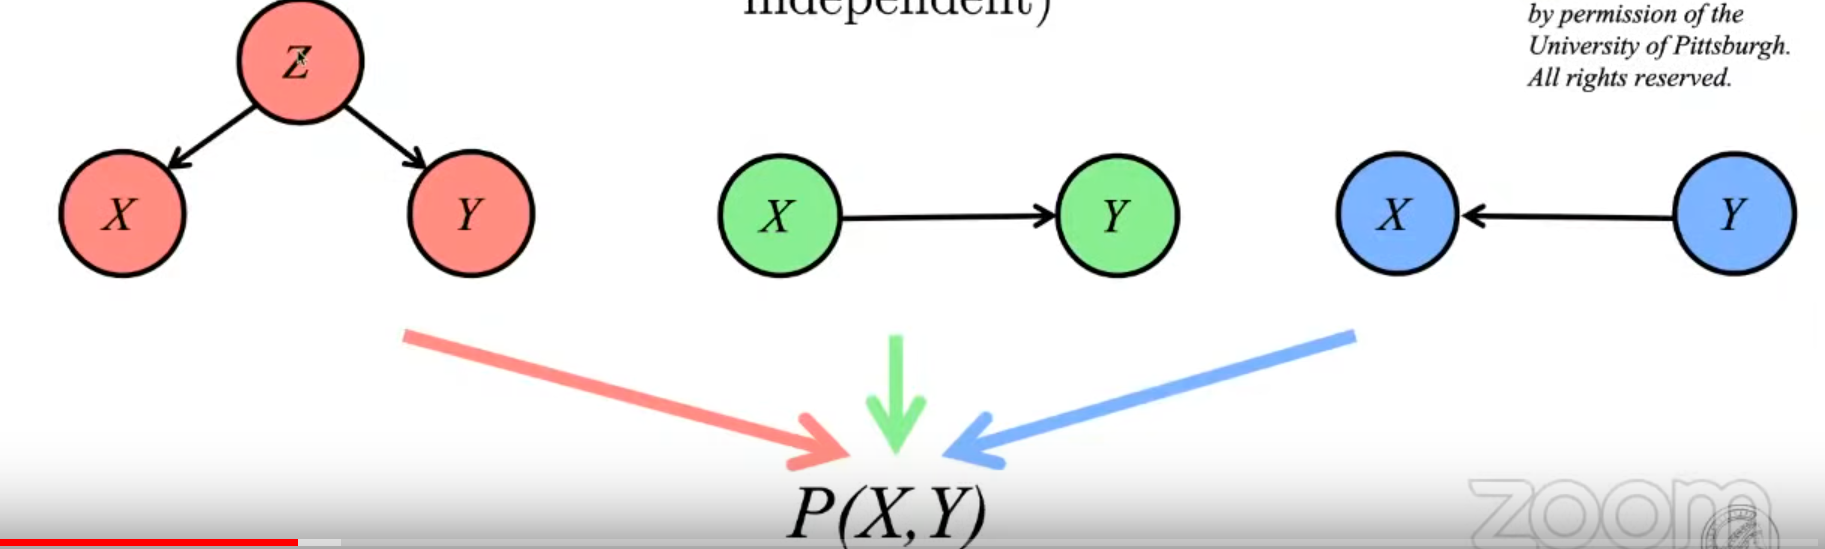 independent)
by permission of the
University of Pittsburgh.
All rights reserved.
Z
X
Y
X
Y
X
Y
P(X,Y)
zoom